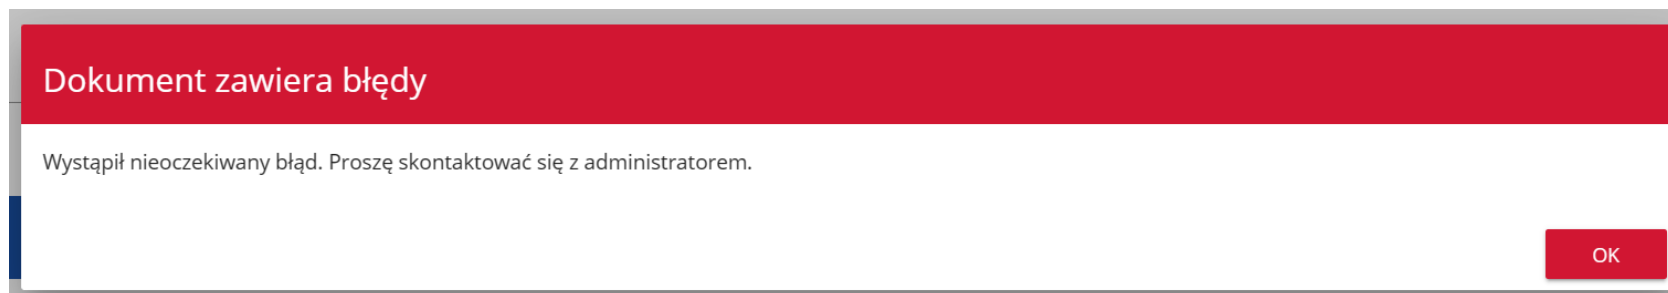 Dokument zawiera błędy
Wystąpił nieoczekiwany błąd. Proszę skontaktować się z administratorem.
OK